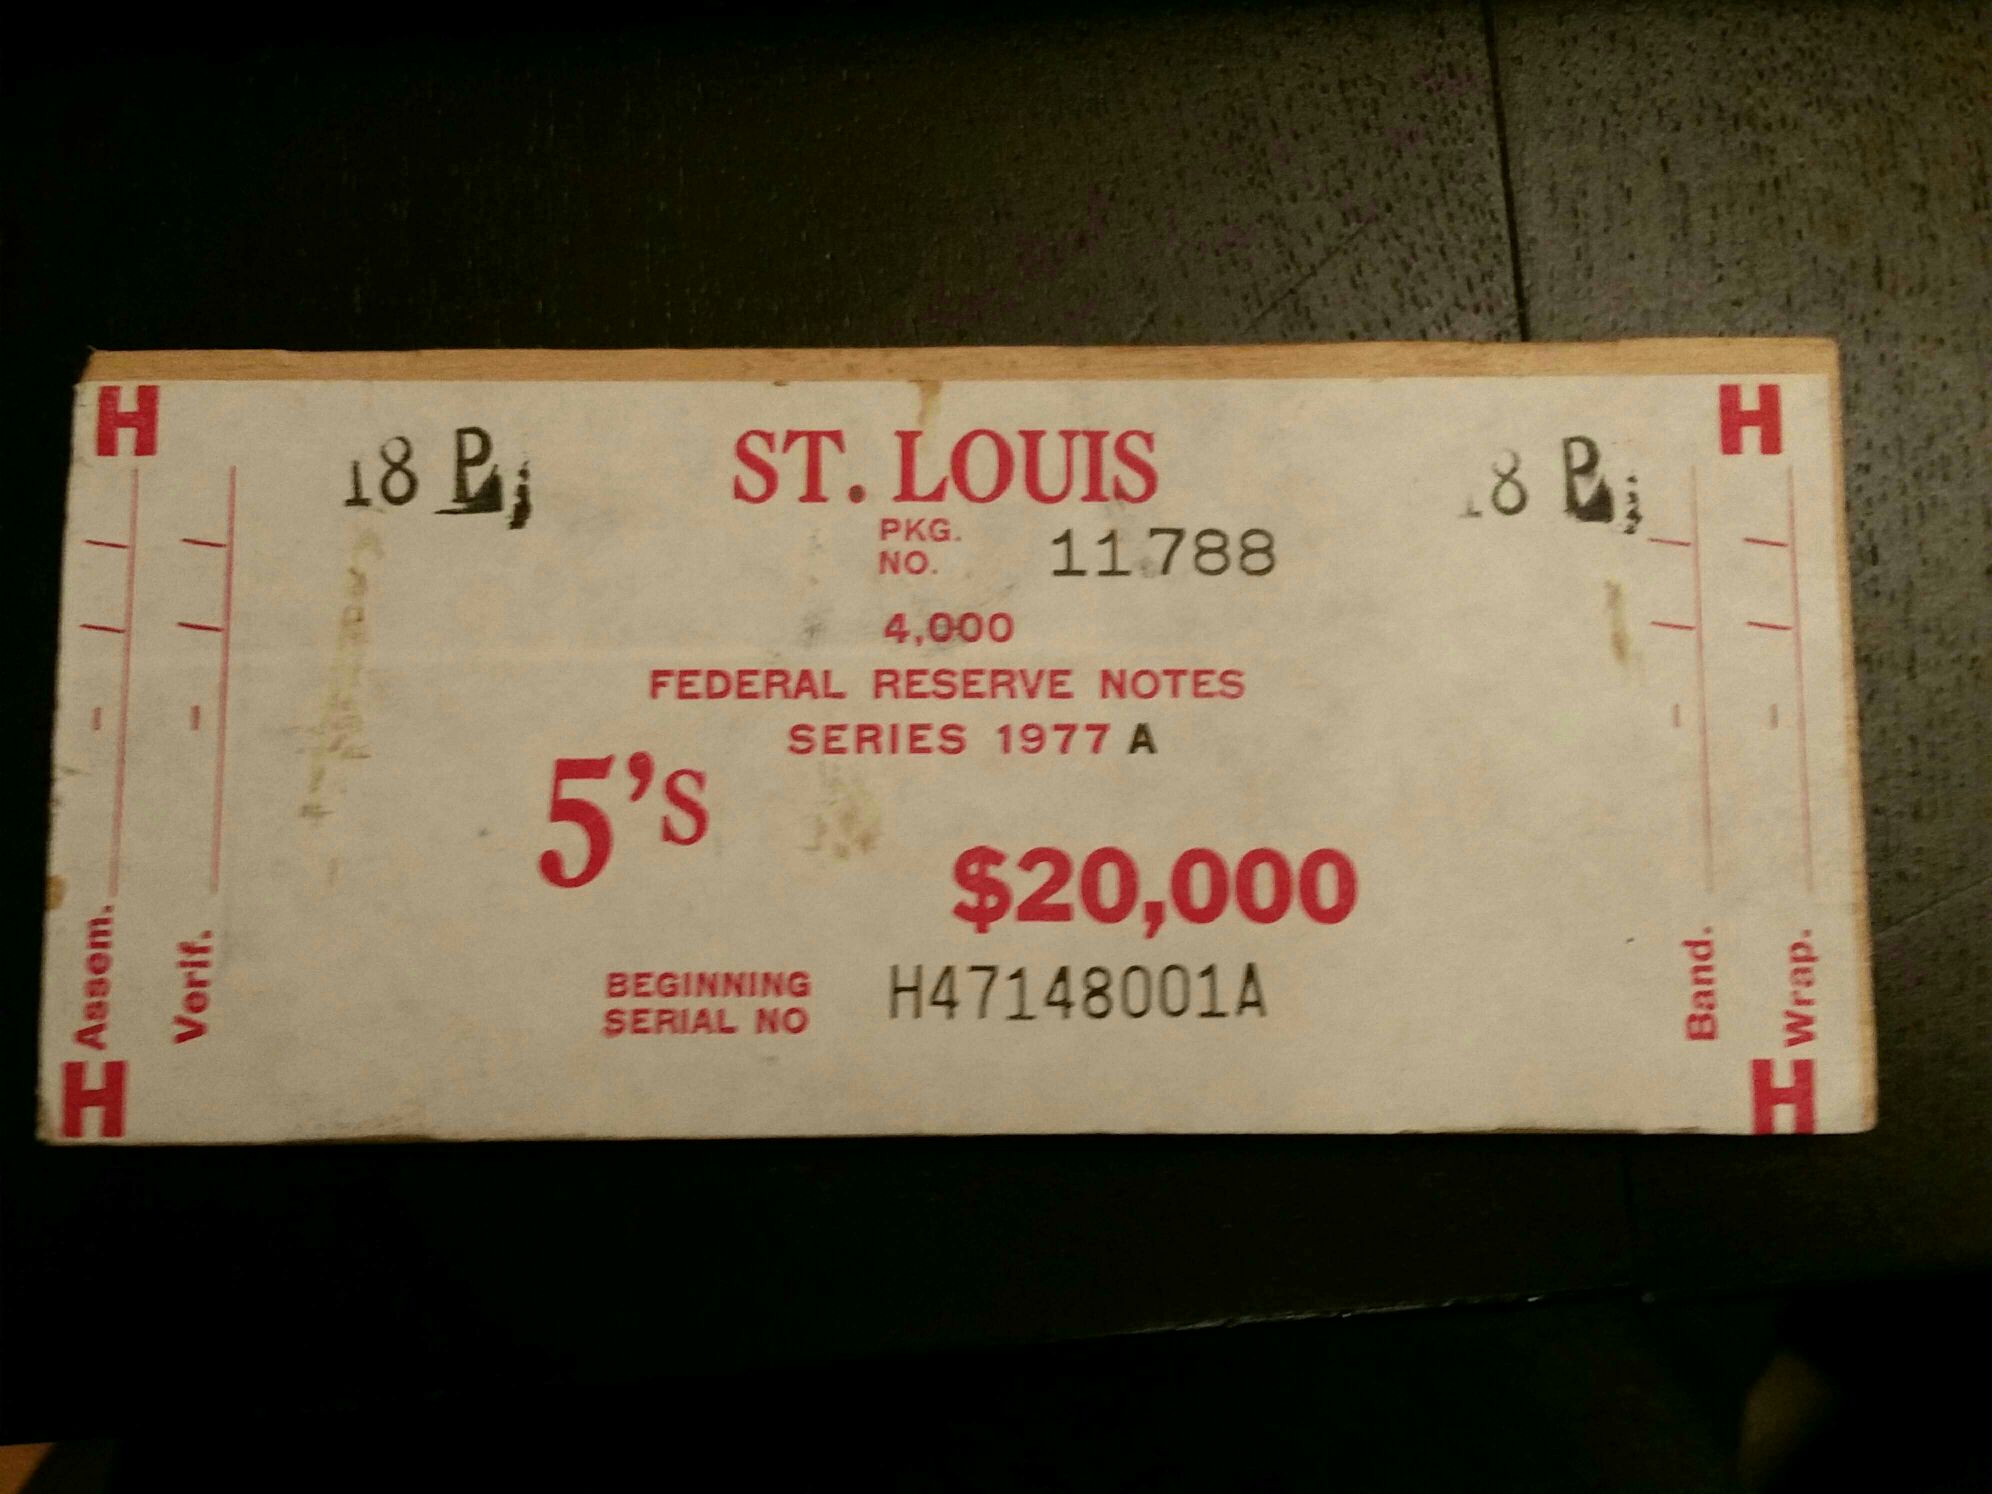 H H
18 P. 18 P.
ST. LOUIS
PKG.
NO. 11788
4,000
FEDERAL RESERVE NOTES
SERIES 1977 A
5's
$20,000
BEGINNING
SERIAL NO H47148001A
Assem.
Verif.
Band.
Wrap.
H H